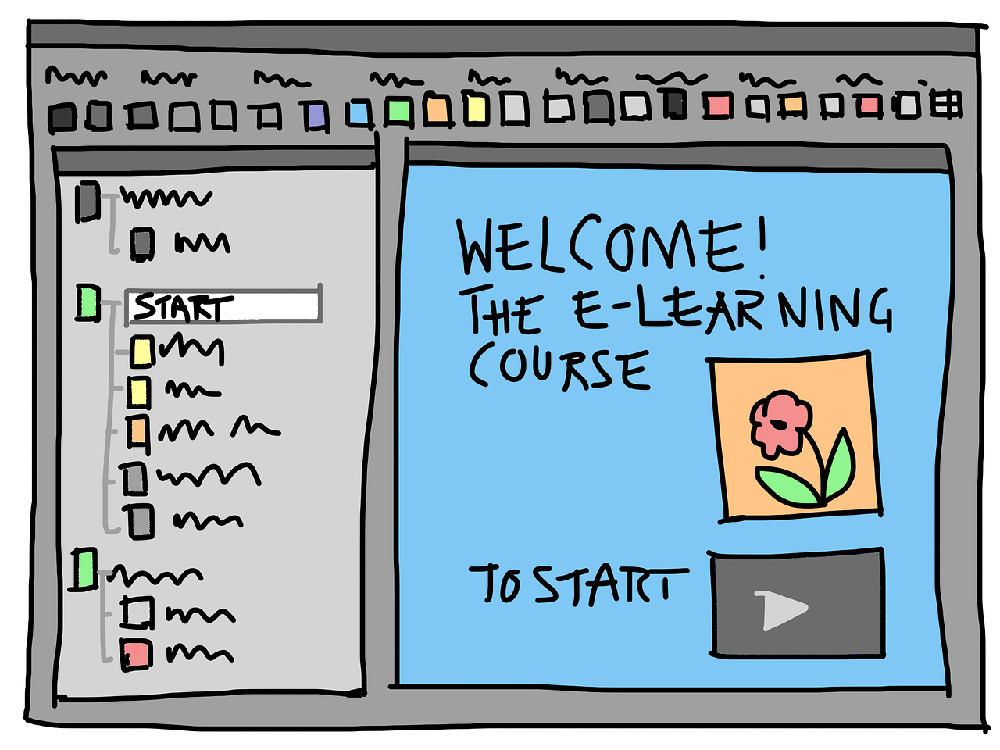 START
WELCOME!
THE E-LEARNING
COURSE
TO START